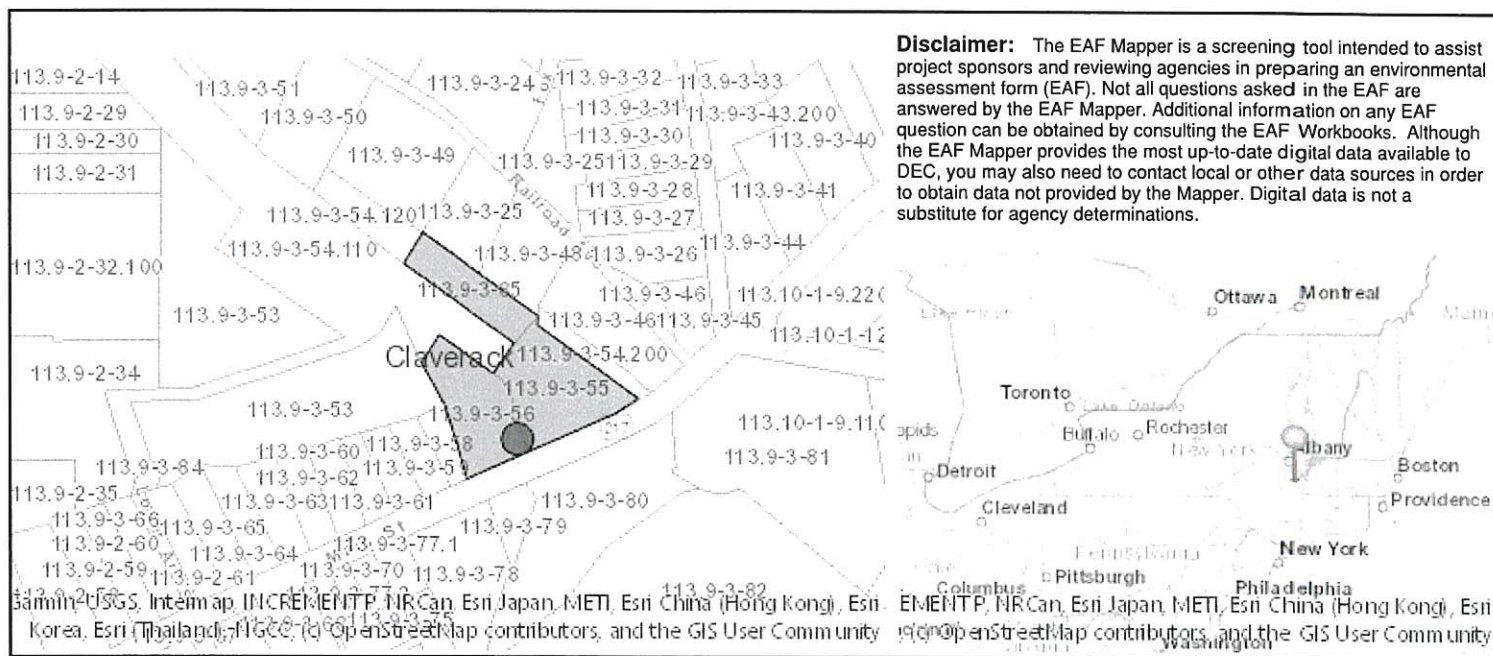 Disclaimer: The EAF Mapper is a screening tool intended to assist
project sponsors and reviewing agencies in preparing an environmental
assessment form (EAF). Not all questions asked in the EAF are
answered by the EAF Mapper. Additional information on any EAF
question can be obtained by consulting the EAF Workbooks. Although
the EAF Mapper provides the most up-to-date digital data available to
DEC, you may also need to contact local or other data sources in order
to obtain data not provided by the Mapper. Digital data is not a
substitute for agency determinations.
113.9-2-14
113.9-3-51
113.9-3-24
113.9-3-32
113.9-3-33
113.9-2-29
113.9-3-50
113.9-3-31
113.9-3-43.200
113.9-2-30
113.9-3-30
113.9-3-40
113.9-3-49
113.9-2-31
113.9-3-25
113.9-3-29
Railroad
113.9-3-28
113.9-3-41
113.9-3-54.120
113.9-3-25
113.9-3-27
113.9-3-54.110
113.9-3-48
113.9-3-26
113.9-3-44
113.9-2-32.100
113.9-3-46
113.9-3-53
113.9-3-46
113.9-3-45
113.10-1-12
Claverack
113.9-3-54.200
113.9-2-34
113.9-3-55
113.9-3-53
113.9-3-56
217
113.9-3-60
113.9-3-58
113.9-3-81
113.9-3-84
113.9-3-62
113.9-2-35
113.9-3-63
113.9-3-61
113.9-3-80
113.9-3-66
113.9-3-65
113.9-3-79
113.9-2-60
113.9-3-64
113.9-3-77.1
113.9-2-59
113.9-2-61
113.9-3-70
113.9-3-78
113.9-3-82
Garmin, USGS, Intermap, INCREMENT P, NRCan, Esri Japan, METI, Esri China (Hong Kong), Esri
Korea, Esri (Thailand), NGCC, (c) OpenStreetMap contributors, and the GIS User Community
Ottawa
Montreal
Toronto
Lake Ontario
Buffalo
Rochester
New York
Albany
Detroit
Boston
Providence
Cleveland
Pennsylvania
New York
Pittsburgh
Columbus
Philadelphia
EMENT P, NRCan, Esri Japan, METI, Esri China (Hong Kong), Esri
(c) OpenStreetMap contributors, and the GIS User Community
Washington